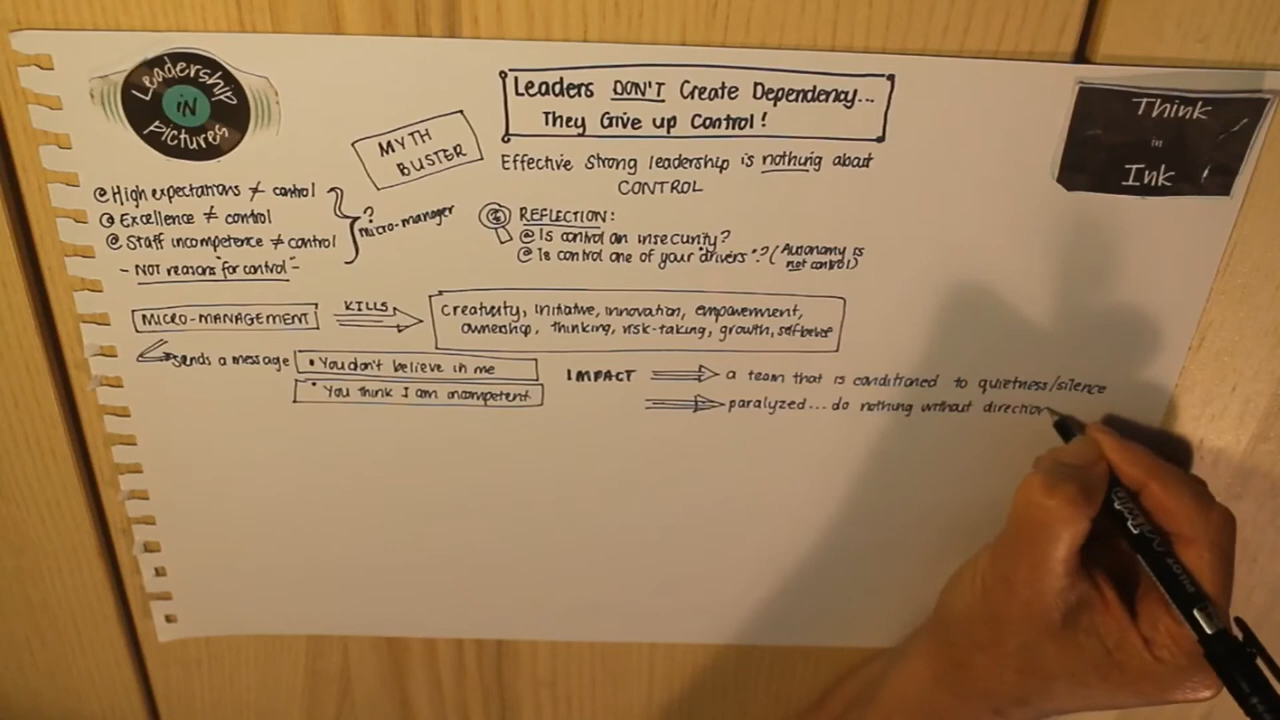 Leadership
iN
pictures
Leaders DON'T Create Dependency...
They Give up Control!
Think
in
Ink
MYTH
BUSTER
Effective strong leadership is nothing about
CONTROL
@ High expectations ≠ control
@ Excellence ≠ control
@ Staff incompetence ≠ control
- NOT reasons "for control" -
?
micro-manager
REFLECTION:
@ Is control an insecurity?
@ Is control one of your "drivers"? (Autonomy is
not control)
MICRO-MANAGEMENT
KILLS
Creativity, initiative, innovation, empowerment,
ownership, thinking, risk-taking, growth, self-belief
sends a message
• You don't believe in me
• You think I am incompetent
IMPACT
a team that is conditioned to quietness/silence
paralyzed... do nothing without direction
PILOT